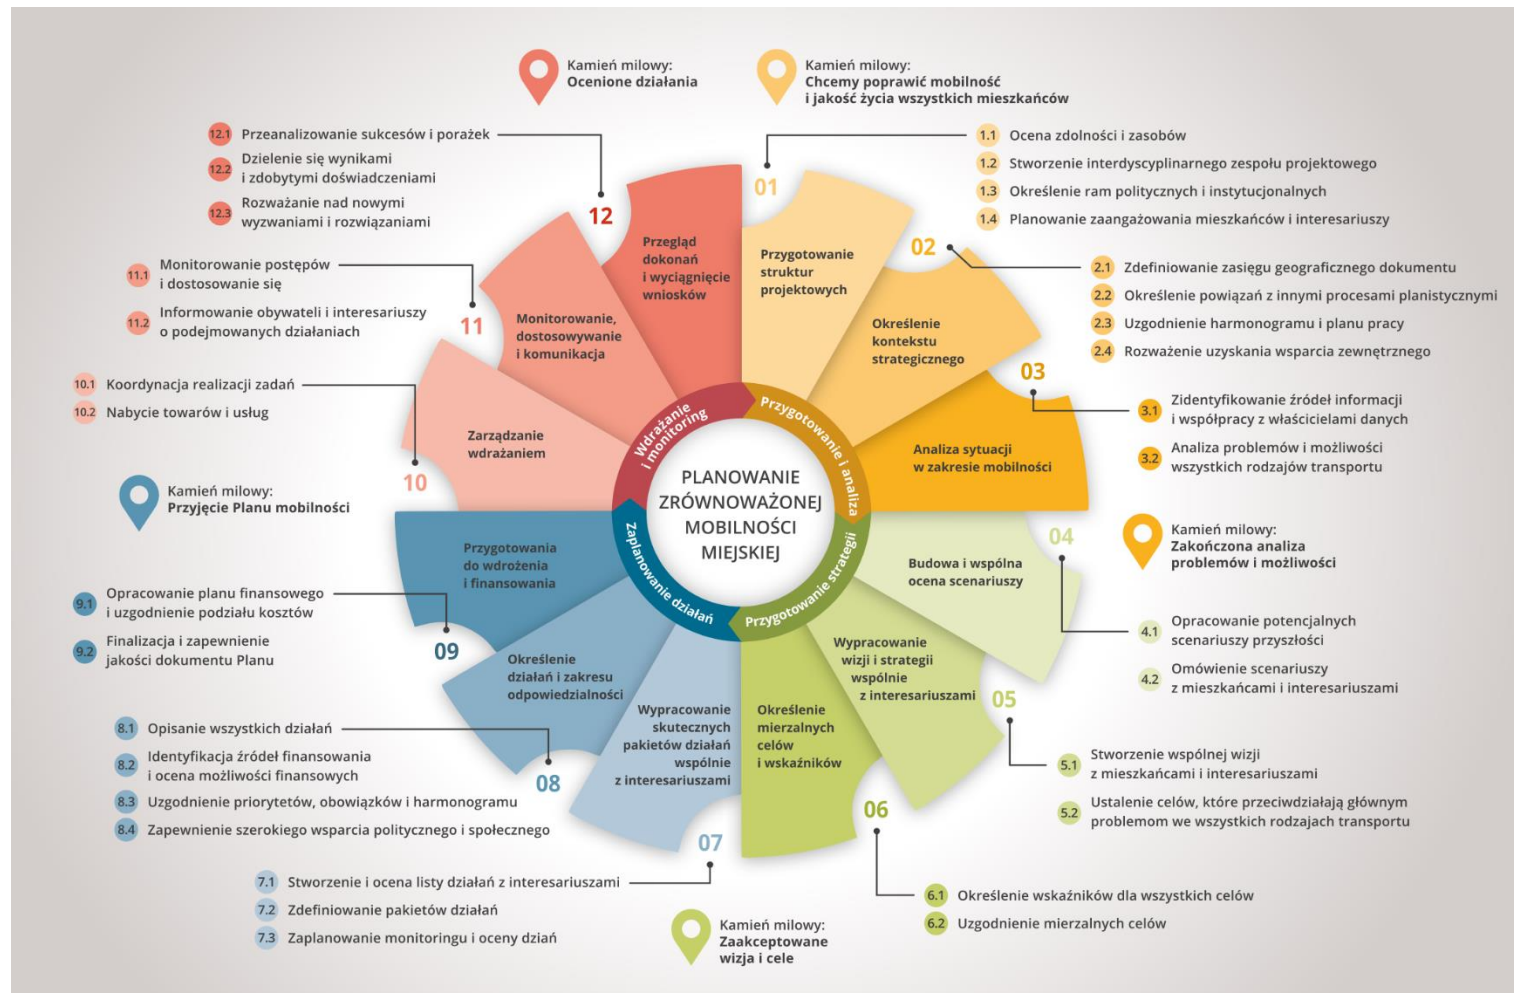 Kamień milowy:
Ocenione działania
Kamień milowy:
Chcemy poprawić mobilność
i jakość życia wszystkich mieszkańców
12.1 Przeanalizowanie sukcesów i porażek
12.2 Dzielenie się wynikami
i zdobytymi doświadczeniami
12.3 Rozważanie nad nowymi
wyzwaniami i rozwiązaniami
1.1 Ocena zdolności i zasobów
1.2 Stworzenie interdyscyplinarnego zespołu projektowego
1.3 Określenie ram politycznych i instytucjonalnych
1.4 Planowanie zaangażowania mieszkańców i interesariuszy
01
Przygotowanie
struktur
projektowych
02
Określenie
kontekstu
strategicznego
2.1 Zdefiniowanie zasięgu geograficznego dokumentu
2.2 Określenie powiązań z innymi procesami planistycznymi
2.3 Uzgodnienie harmonogramu i planu pracy
2.4 Rozważenie uzyskania wsparcia zewnętrznego
03
Analiza sytuacji
w zakresie mobilności
3.1 Zidentyfikowanie źródeł informacji
i współpracy z właścicielami danych
3.2 Analiza problemów i możliwości
wszystkich rodzajów transportu
Kamień milowy:
Zakończona analiza
problemów i możliwości
04
Budowa i wspólna
ocena scenariuszy
4.1 Opracowanie potencjalnych
scenariuszy przyszłości
4.2 Omówienie scenariuszy
z mieszkańcami i interesariuszami
05
Wypracowanie
wizji i strategii
wspólnie
z interesariuszami
5.1 Stworzenie wspólnej wizji
z mieszkańcami i interesariuszami
5.2 Ustalenie celów, które przeciwdziałają głównym
problemom we wszystkich rodzajach transportu
06
Określenie
mierzalnych
celów
i wskaźników
6.1 Określenie wskaźników dla wszystkich celów
6.2 Uzgodnienie mierzalnych celów
Kamień milowy:
Zaakceptowane
wizja i cele
07
Wypracowanie
skutecznych
pakietów działań
wspólnie
z interesariuszami
7.1 Stworzenie i ocena listy działań z interesariuszami
7.2 Zdefiniowanie pakietów działań
7.3 Zaplanowanie monitoringu i oceny dziań
08
Określenie
działań i zakresu
odpowiedzialności
8.1 Opisanie wszystkich działań
8.2 Identyfikacja źródeł finansowania
i ocena możliwości finansowych
8.3 Uzgodnienie priorytetów, obowiązków i harmonogramu
8.4 Zapewnienie szerokiego wsparcia politycznego i społecznego
09
Przygotowania
do wdrożenia
i finansowania
9.1 Opracowanie planu finansowego
i uzgodnienie podziału kosztów
9.2 Finalizacja i zapewnienie
jakości dokumentu Planu
Kamień milowy:
Przyjęcie Planu mobilności
10
Zarządzanie
wdrażaniem
10.1 Koordynacja realizacji zadań
10.2 Nabycie towarów i usług
11
Monitorowanie,
dostosowywanie
i komunikacja
11.1 Monitorowanie postępów
i dostosowanie się
11.2 Informowanie obywateli i interesariuszy
o podejmowanych działaniach
12
Przegląd
dokonań
i wyciągnięcie
wniosków
Przygotowanie i analiza
Przygotowanie strategii
Zaplanowanie działań
Wdrażanie
i monitoring
PLANOWANIE
ZRÓWNOWAŻONEJ
MOBILNOŚCI
MIEJSKIEJ